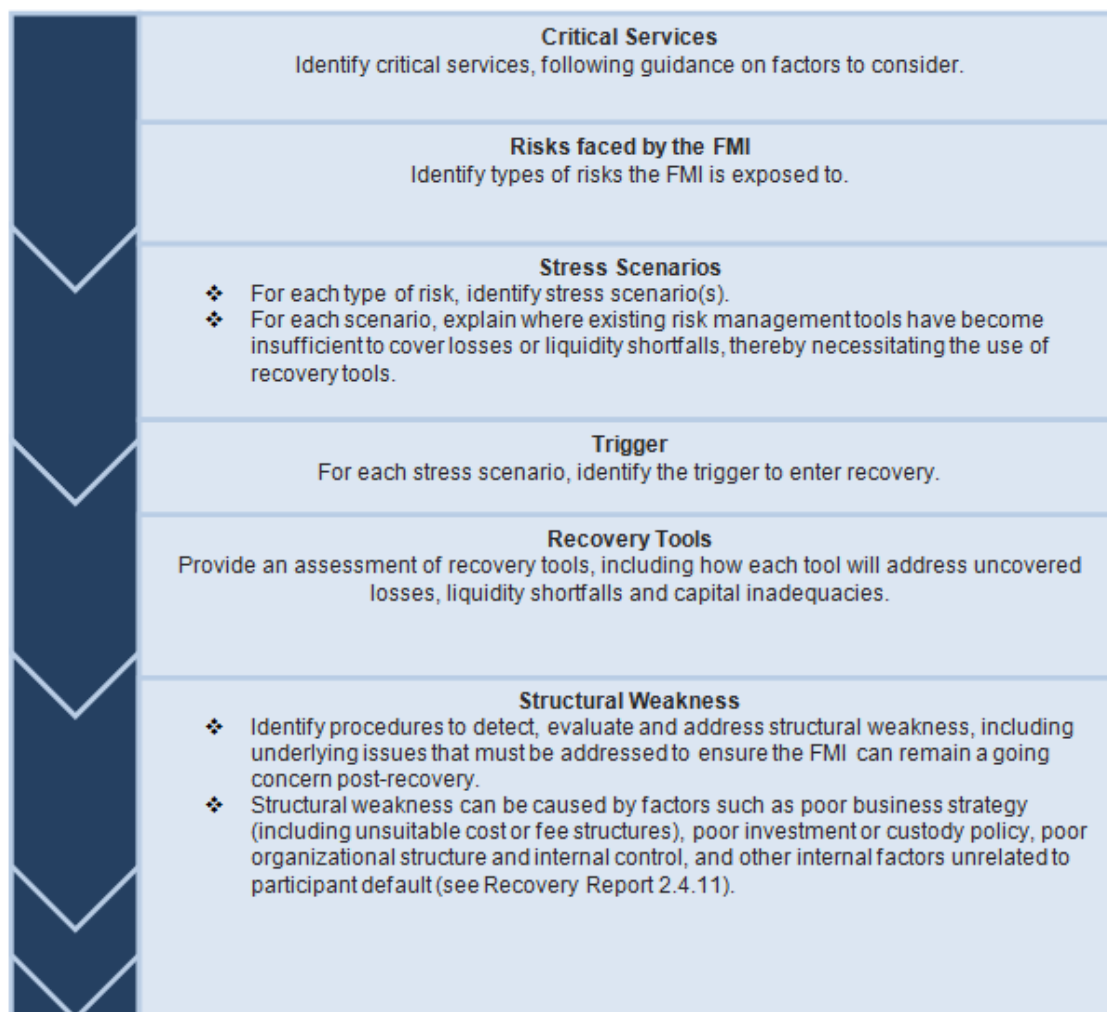 Critical Services
Identify critical services, following guidance on factors to consider.
Risks faced by the FMI
Identify types of risks the FMI is exposed to.
Stress Scenarios
❖ For each type of risk, identify stress scenario(s).
❖ For each scenario, explain where existing risk management tools have become
insufficient to cover losses or liquidity shortfalls, thereby necessitating the use of
recovery tools.
Trigger
For each stress scenario, identify the trigger to enter recovery.
Recovery Tools
Provide an assessment of recovery tools, including how each tool will address uncovered
losses, liquidity shortfalls and capital inadequacies.
Structural Weakness
❖ Identify procedures to detect, evaluate and address structural weakness, including
underlying issues that must be addressed to ensure the FMI can remain a going
concern post-recovery.
❖ Structural weakness can be caused by factors such as poor business strategy
(including unsuitable cost or fee structures), poor investment or custody policy, poor
organizational structure and internal control, and other internal factors unrelated to
participant default (see Recovery Report 2.4.11).